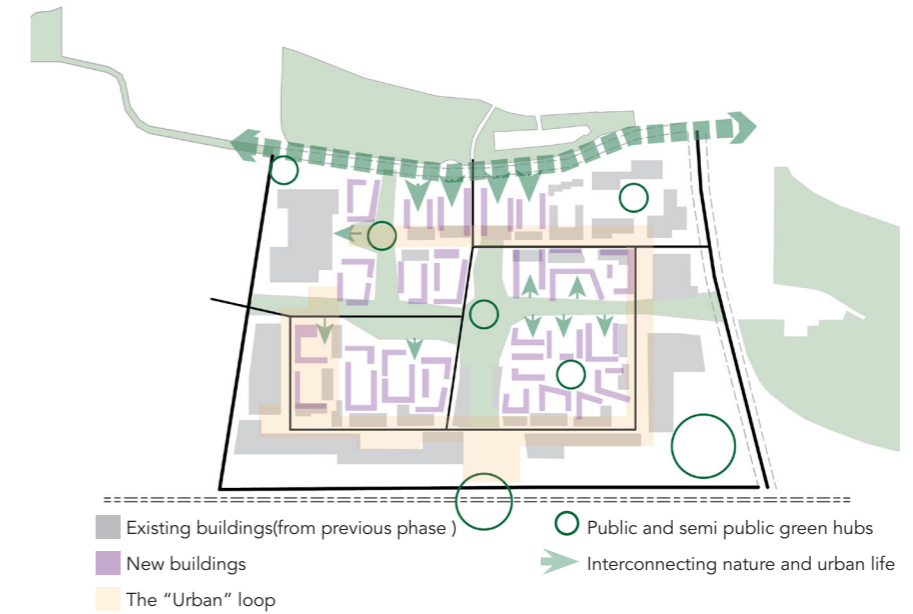 Existing buildings(from previous phase )
New buildings
The “Urban” loop
Public and semi public green hubs
Interconnecting nature and urban life